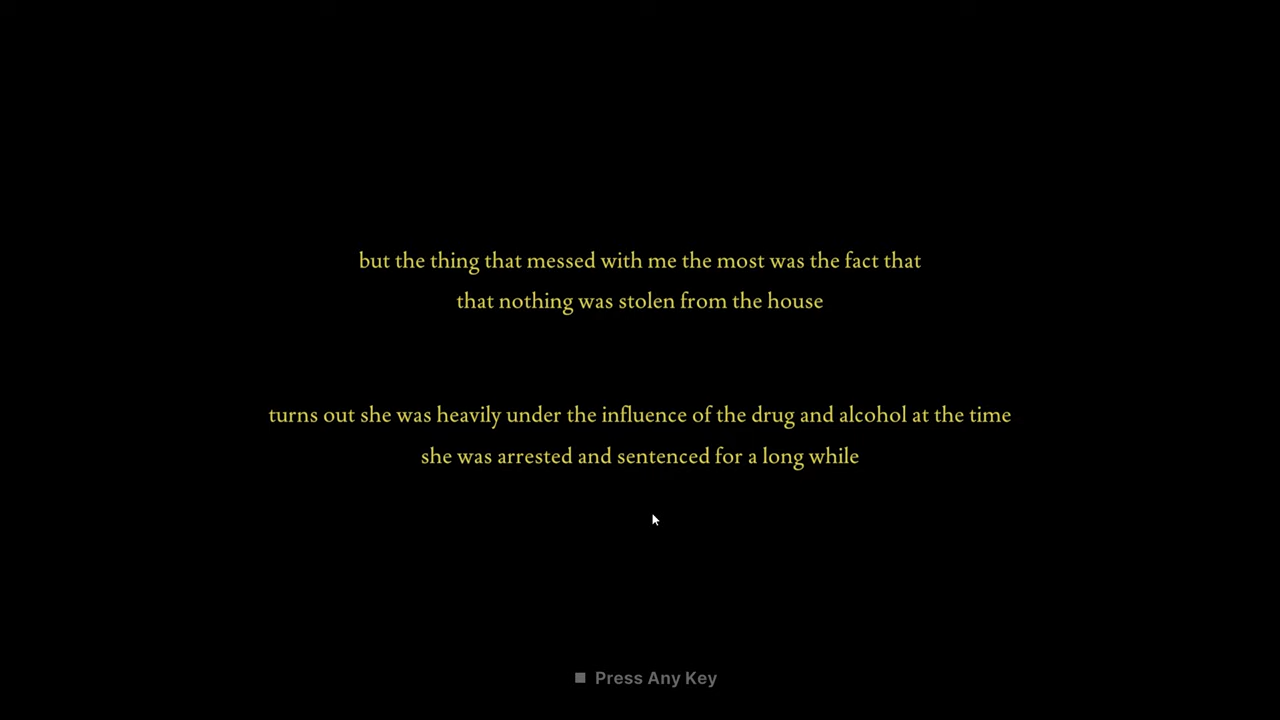 but the thing that messed with me the most was the fact that
that nothing was stolen from the house
turns out she was heavily under the influence of the drug and alcohol at the time
she was arrested and sentenced for a long while
Press Any Key